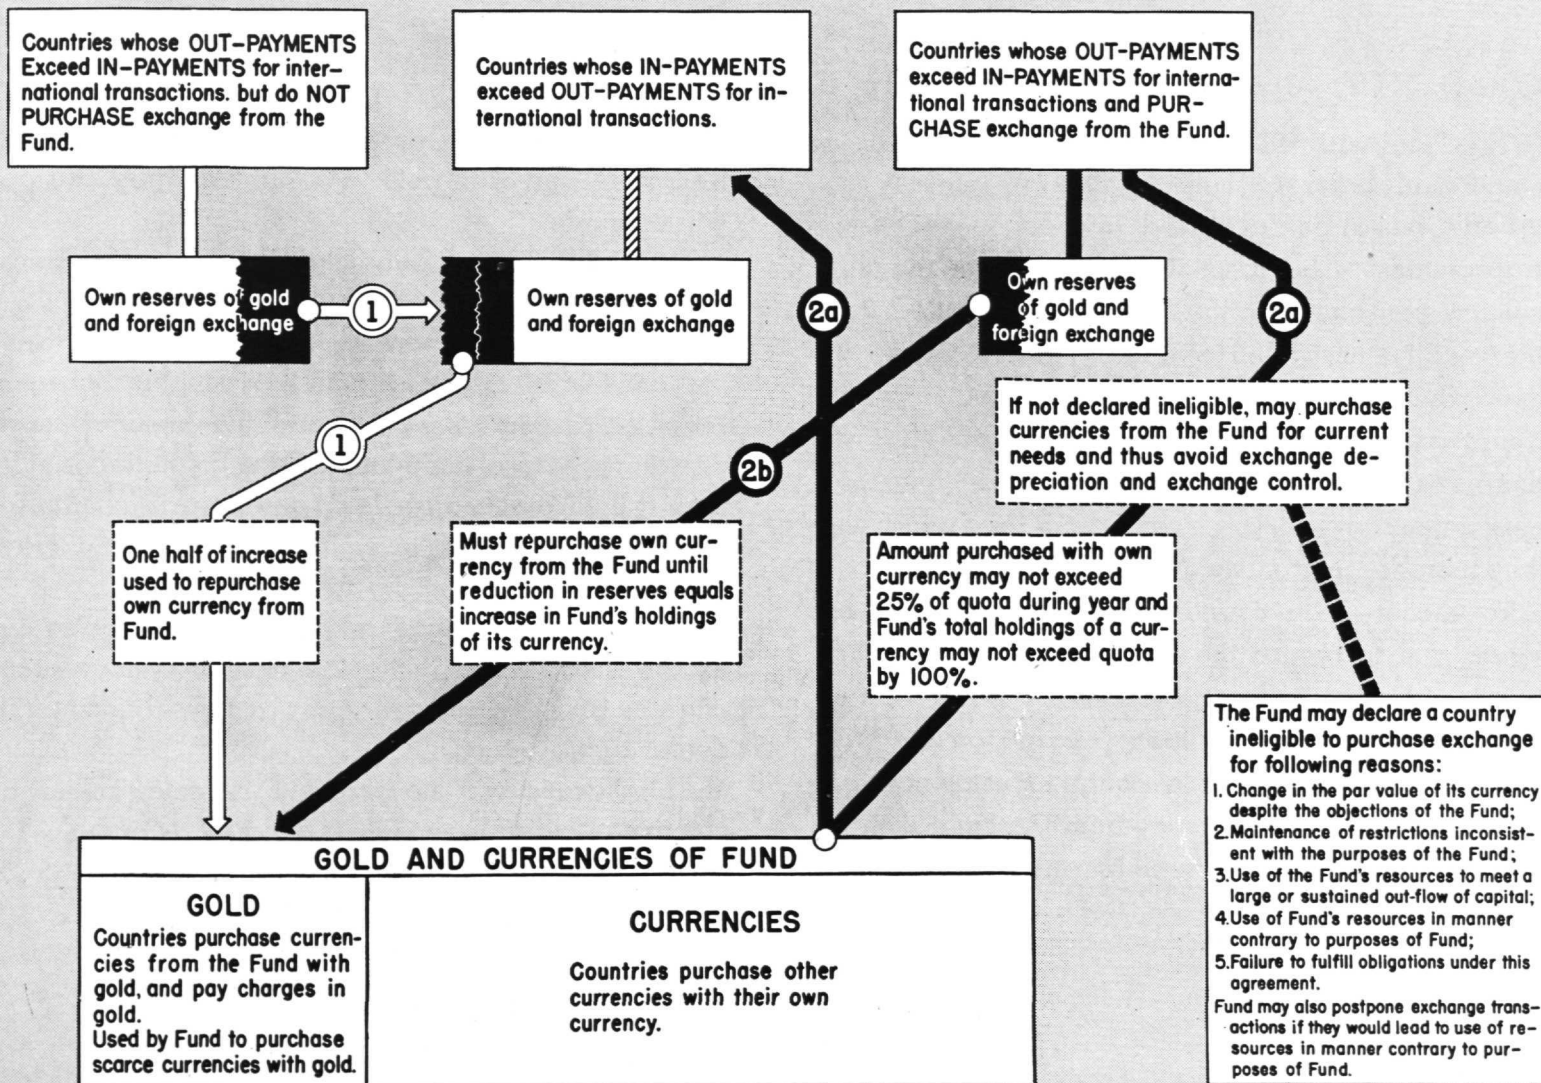 Countries whose OUT-PAYMENTS
Exceed IN-PAYMENTS for inter-
national transactions. but do NOT
PURCHASE exchange from the
Fund.
Countries whose IN-PAYMENTS
exceed OUT-PAYMENTS for in-
ternational transactions.
Countries whose OUT-PAYMENTS
exceed IN-PAYMENTS for interna-
tional transactions and PUR-
CHASE exchange from the Fund.
Own reserves of gold
and foreign exchange
1
Own reserves of gold
and foreign exchange
2a
Own reserves
of gold and
foreign exchange
2a
1
2b
If not declared ineligible, may purchase
currencies from the Fund for current
needs and thus avoid exchange de-
preciation and exchange control.
One half of increase
used to repurchase
own currency from
Fund.
Must repurchase own cur-
rency from the Fund until
reduction in reserves equals
increase in Fund's holdings
of its currency.
Amount purchased with own
currency may not exceed
25% of quota during year and
Fund's total holdings of a cur-
rency may not exceed quota
by 100%.
The Fund may declare a country
ineligible to purchase exchange
for following reasons:
1. Change in the par value of its currency
despite the objections of the Fund;
2. Maintenance of restrictions inconsist-
ent with the purposes of the Fund;
3. Use of the Fund's resources to meet a
large or sustained out-flow of capital;
4. Use of Fund's resources in manner
contrary to purposes of Fund;
5. Failure to fulfill obligations under this
agreement.
Fund may also postpone exchange trans-
actions if they would lead to use of re-
sources in manner contrary to pur-
poses of Fund.
GOLD AND CURRENCIES OF FUND
GOLD
Countries purchase curren-
cies from the Fund with
gold, and pay charges in
gold.
Used by Fund to purchase
scarce currencies with gold.
CURRENCIES
Countries purchase other
currencies with their own
currency.